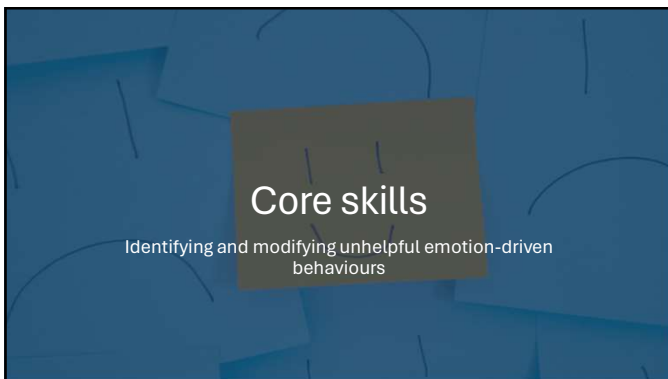 Core skills
Identifying and modifying unhelpful emotion-driven
behaviours